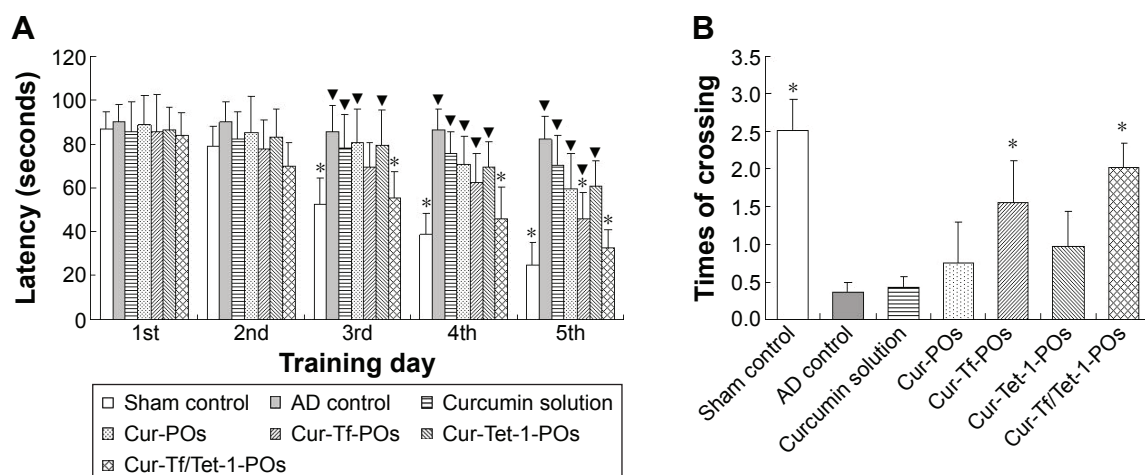 A
Latency (seconds)
120
100
80
60
40
20
0
* * * * * * *
1st 2nd 3rd 4th 5th
Training day
Sham control AD control Curcumin solution
Cur-POs Cur-Tf-POs Cur-Tet-1-POs
Cur-Tf/Tet-1-POs
B
Times of crossing
3.5
3.0
2.5
2.0
1.5
1.0
0.5
0.0
* * *
Sham control
AD control
Curcumin solution
Cur-POs
Cur-Tf-POs
Cur-Tet-1-POs
Cur-Tf/Tet-1-POs